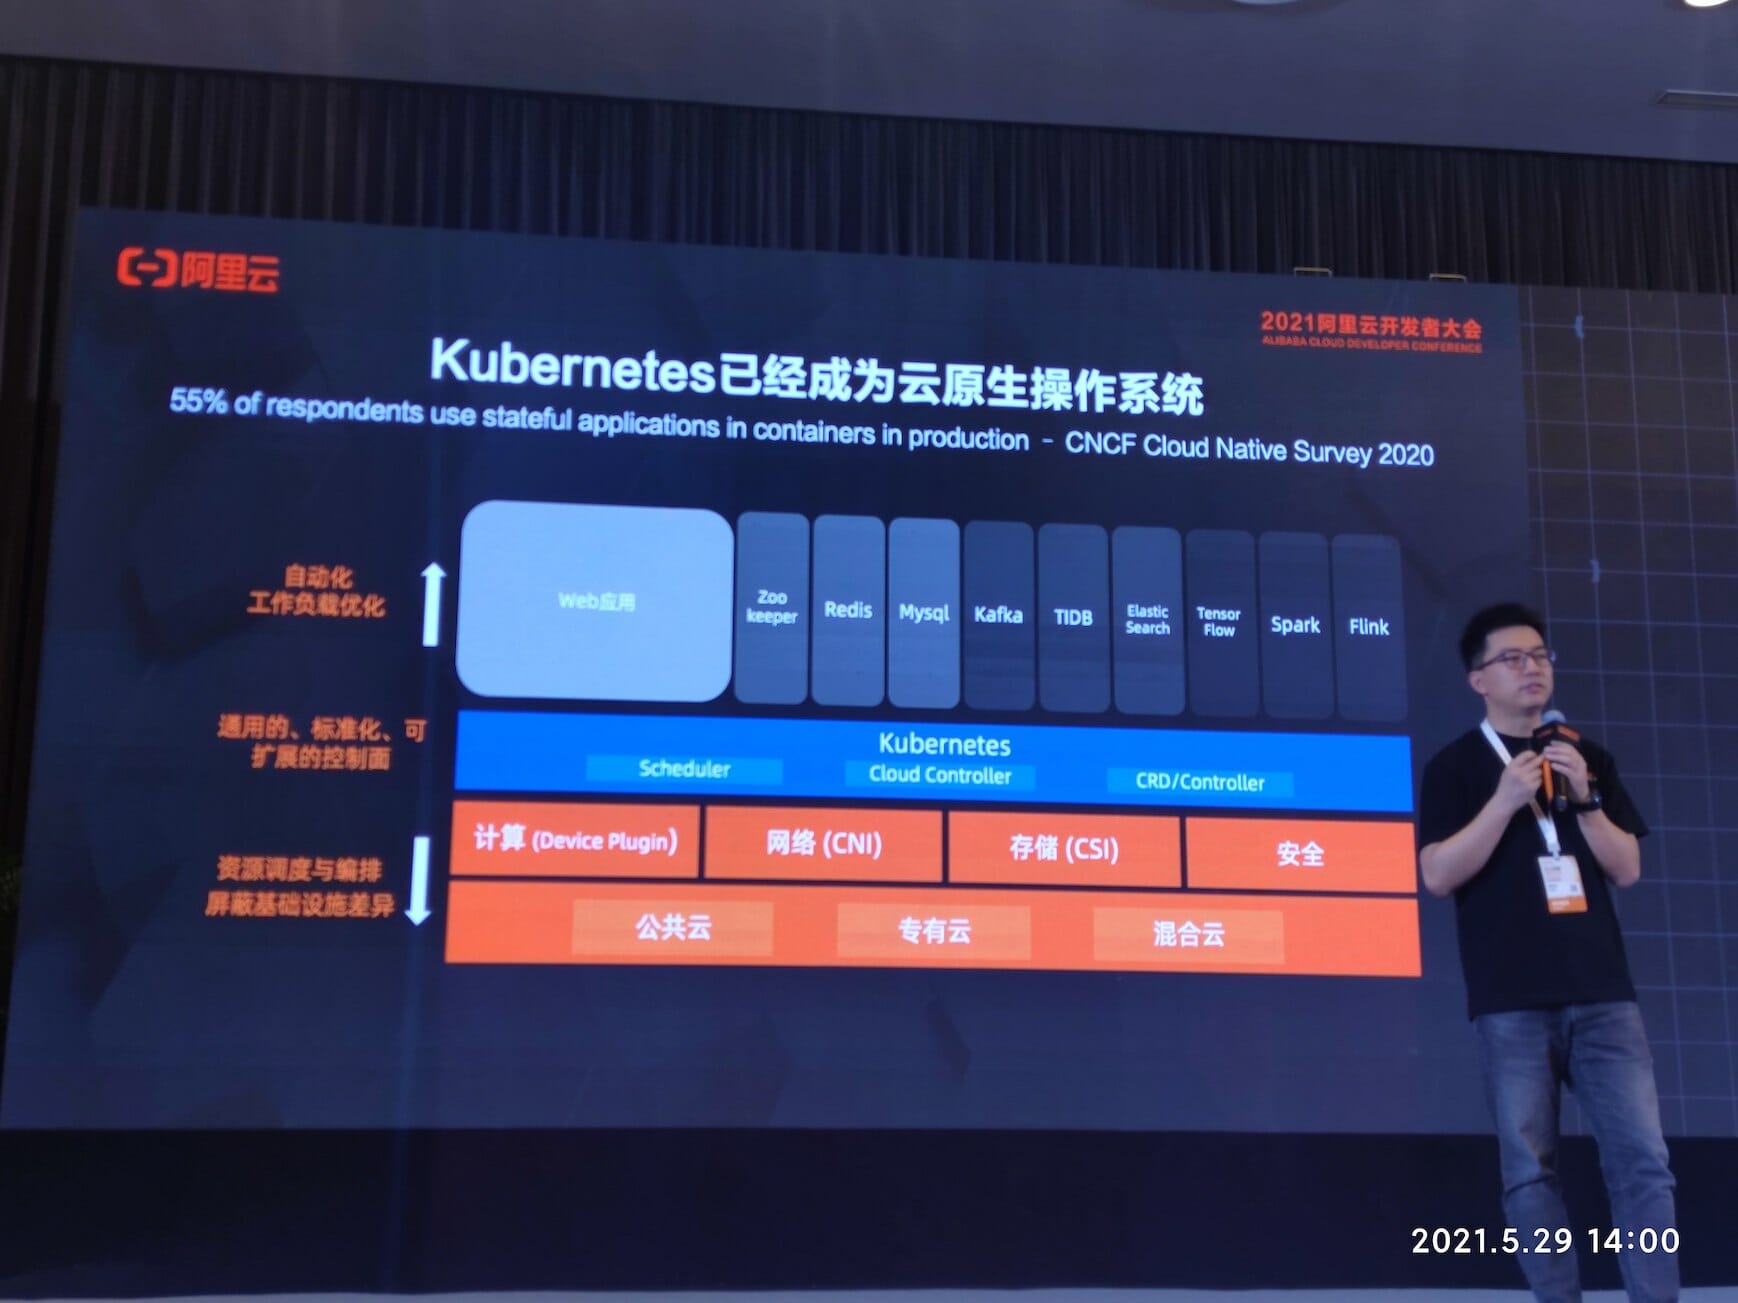 阿里云
2021阿里云开发者大会
ALIBABA CLOUD DEVELOPER CONFERENCE
Kubernetes已经成为云原生操作系统
55% of respondents use stateful applications in containers in production - CNCF Cloud Native Survey 2020
自动化
工作负载优化
Web应用
Zoo
keeper
Redis
Mysql
Kafka
TIDB
Elastic
Search
Tensor
Flow
Spark
Flink
通用的、标准化、可
扩展的控制面
Kubernetes
Scheduler
Cloud Controller
CRD/Controller
资源调度与编排
屏蔽基础设施差异
计算 (Device Plugin)
网络 (CNI)
存储 (CSI)
安全
公共云
专有云
混合云
2021.5.29 14:00